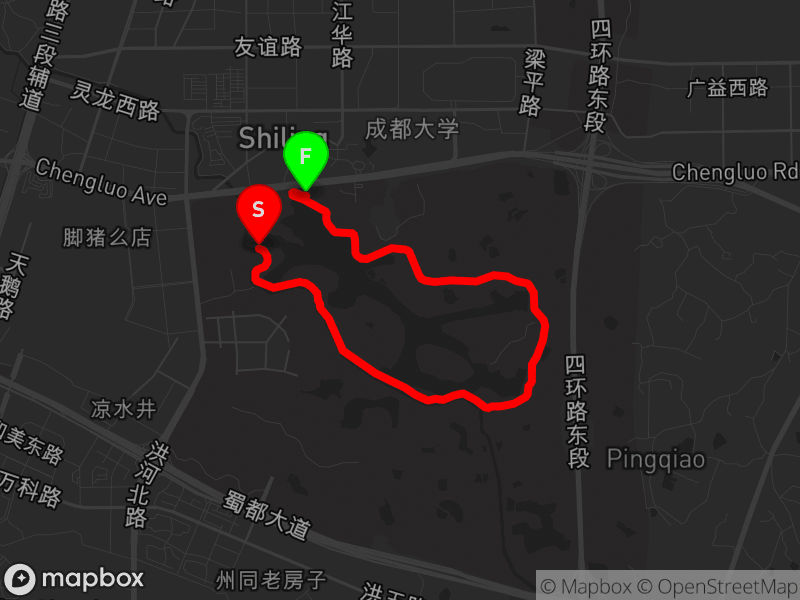 路三段辅道
江华路
友谊路
四环路东段
梁平路
广益西路
灵龙西路
成都大学
F
Chengluo Ave
Chengluo Rd
S
脚猪么店
天鹅路
四环路东段
凉水井
洪河北路
和美东路
Pingqiao
万科路
蜀都大道
州同老房子
mapbox
© Mapbox © OpenStreetMap